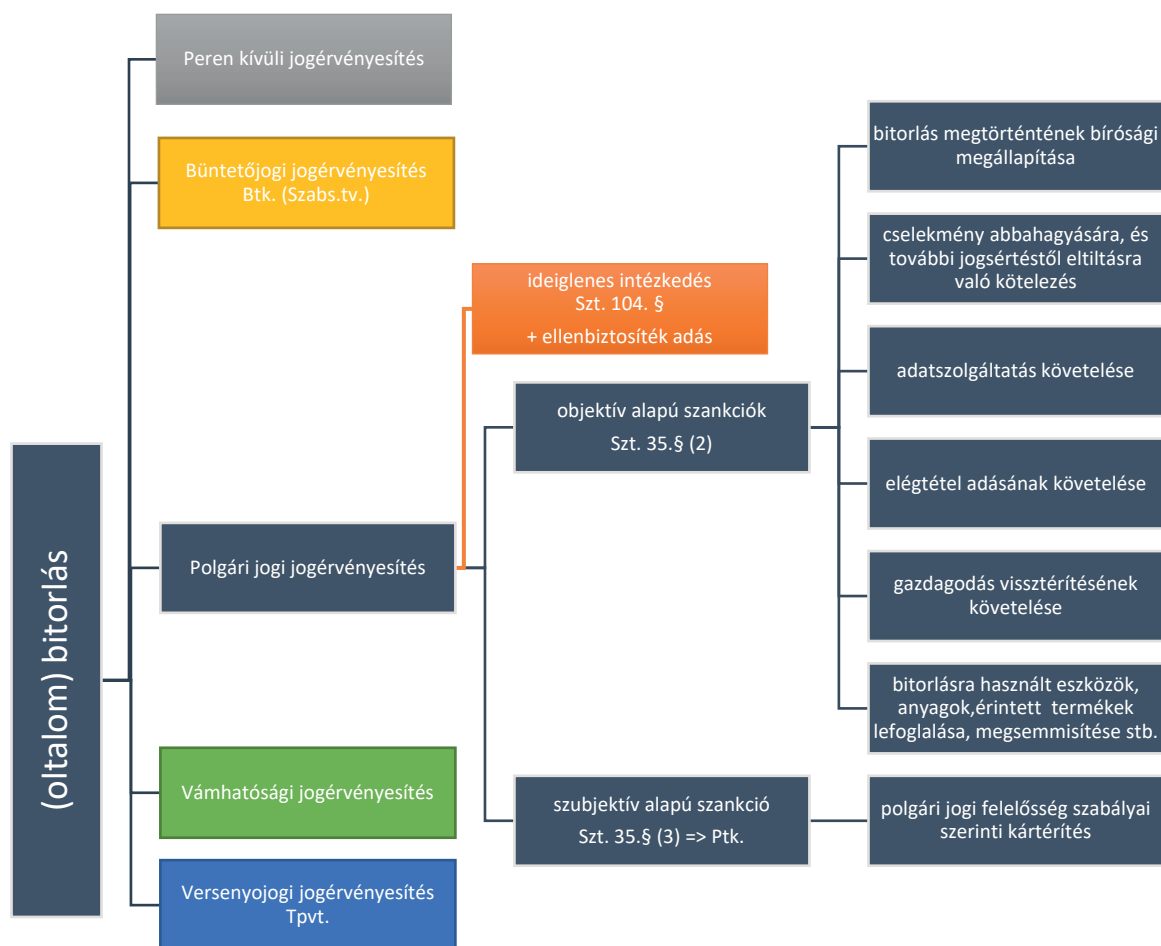 (oltalom) bitorlás
Peren kívüli jogérvényesítés
Büntetőjogi jogérvényesítés
Btk. (Szabs.tv.)
Polgári jogi jogérvényesítés
Vámhatósági jogérvényesítés
Versenyojogi jogérvényesítés
Tpvt.
ideiglenes intézkedés
Szt. 104. §
+ ellenbiztosíték adás
objektív alapú szankciók
Szt. 35.§ (2)
szubjektív alapú szankció
Szt. 35.§ (3) => Ptk.
bitorlás megtörténtének bírósági
megállapítása
cselekmény abbahagyására, és
további jogsértéstől eltiltásra
való kötelezés
adatszolgáltatás követelése
elégtétel adásának követelése
gazdagodás vissztérítésének
követelése
bitorlásra használt eszközök,
anyagok,érintett termékek
lefoglalása, megsemmisítése stb.
polgári jogi felelősség szabályai
szerinti kártérítés